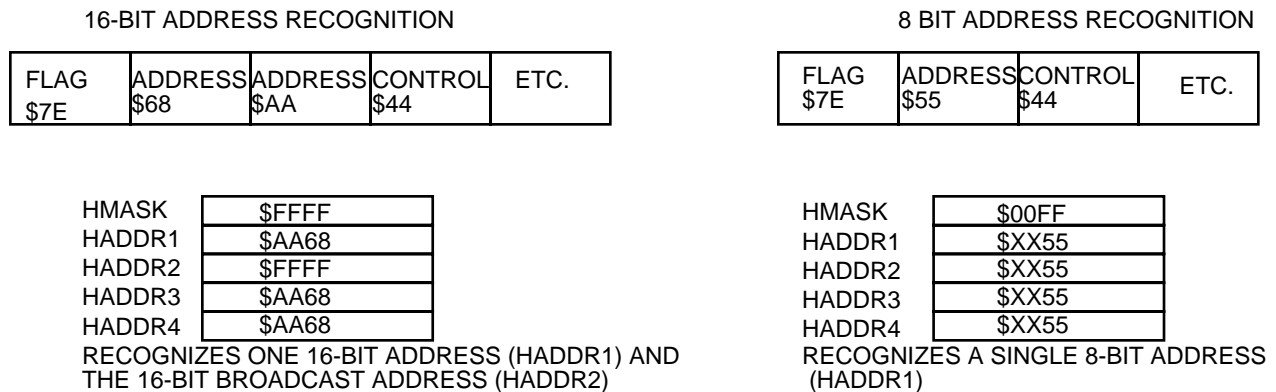 16-BIT ADDRESS RECOGNITION
FLAG ADDRESS ADDRESS CONTROL ETC.
$7E $68 $AA $44
HMASK $FFFF
HADDR1 $AA68
HADDR2 $FFFF
HADDR3 $AA68
HADDR4 $AA68
RECOGNIZES ONE 16-BIT ADDRESS (HADDR1) AND
THE 16-BIT BROADCAST ADDRESS (HADDR2)
8 BIT ADDRESS RECOGNITION
FLAG ADDRESS CONTROL ETC.
$7E $55 $44
HMASK $00FF
HADDR1 $XX55
HADDR2 $XX55
HADDR3 $XX55
HADDR4 $XX55
RECOGNIZES A SINGLE 8-BIT ADDRESS
(HADDR1)